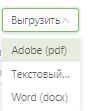 Выгрузить
Adobe (pdf)
Текстовый...
Word (docx)